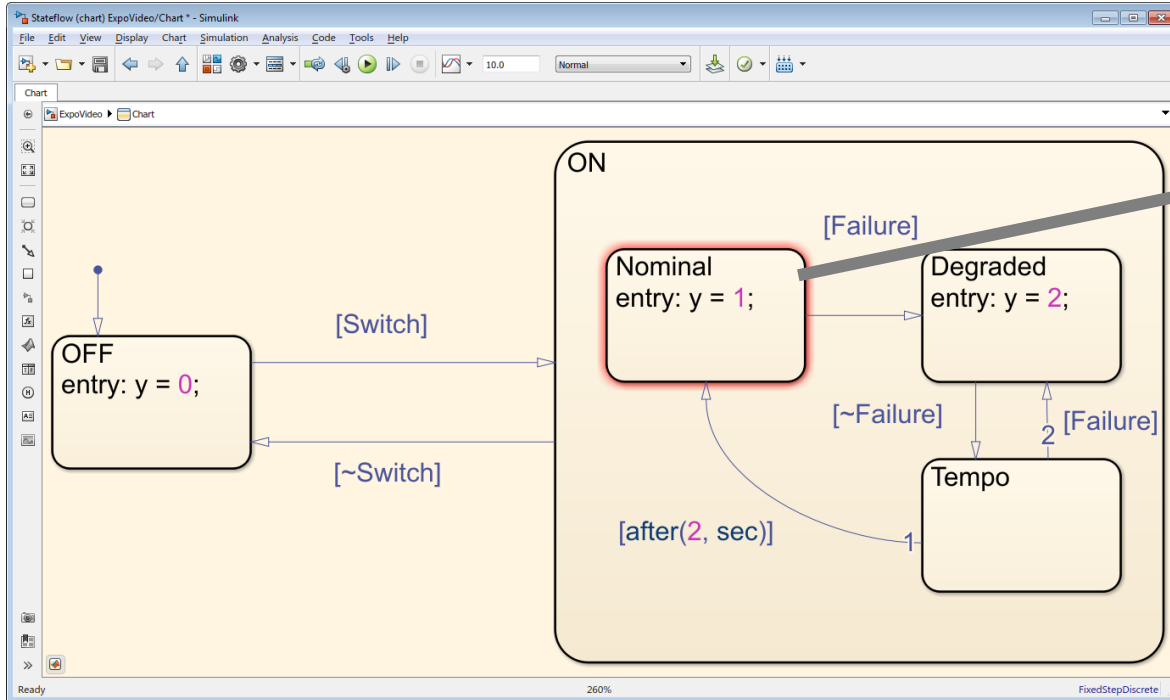 Stateflow (chart) ExpoVideo/Chart * - Simulink
File Edit View Display Chart Simulation Analysis Code Tools Help
10.0 Normal
Chart
ExpoVideo Chart
ON
[Failure]
Nominal
entry: y = 1;
Degraded
entry: y = 2;
[Switch]
OFF
entry: y = 0;
[~Failure]
2 [Failure]
[~Switch]
Tempo
[after(2, sec)]
1
Ready 260% FixedStepDiscrete